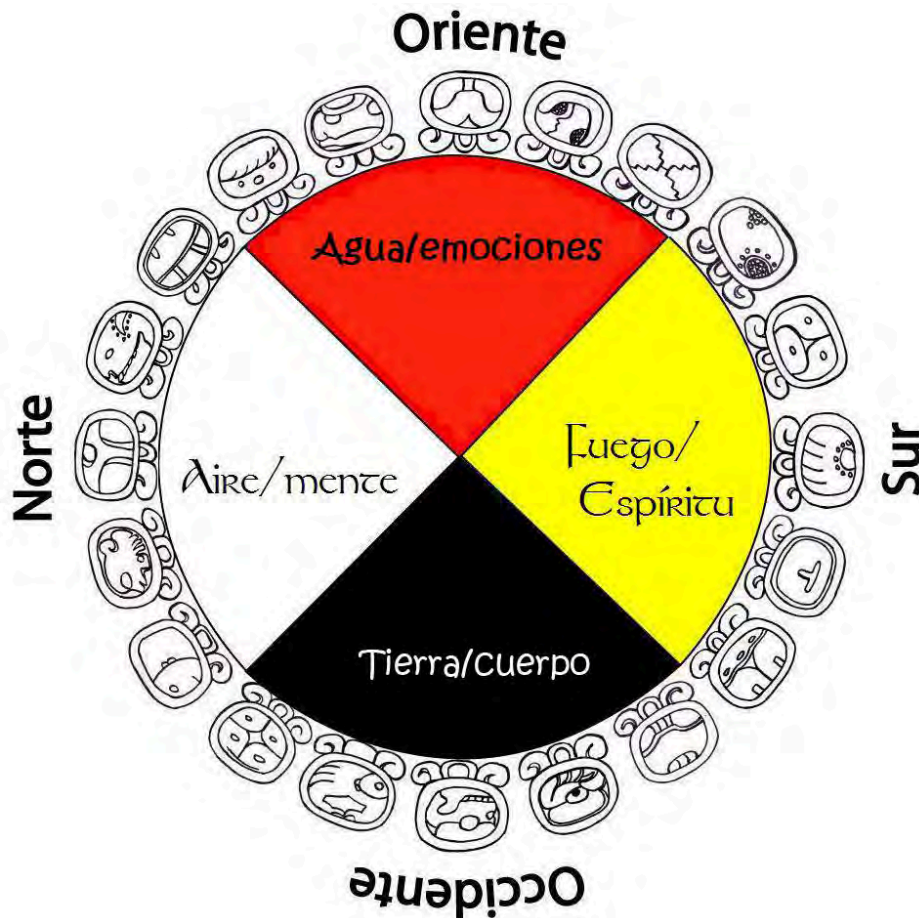 Oriente
Agua/emociones
Norte
Aire/mente
Fuego/
Espíritu
Sur
Tierra/cuerpo
Occidente